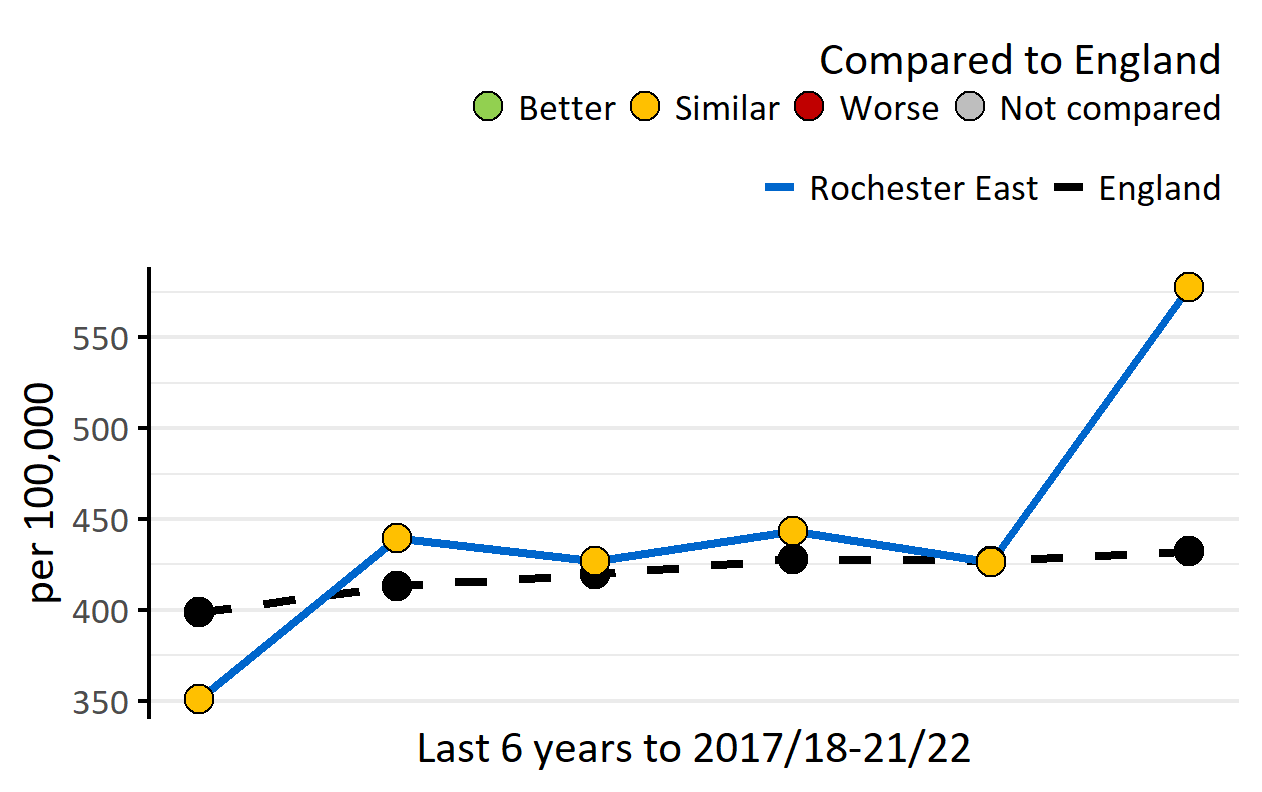 Compared to England
Better Similar Worse Not compared
Rochester East England
550
500
450
400
350
per 100,000
Last 6 years to 2017/18-21/22